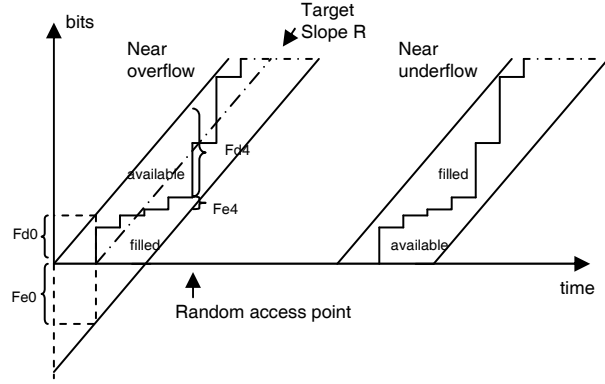 bits
Target
Slope R
Near
overflow
Near
underflow
available
Fd4
filled
Fe4
Fd0
filled
available
Fe0
Random access point
time